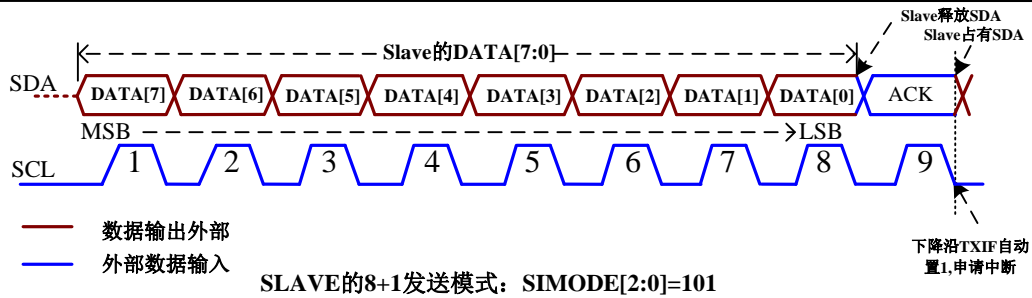 Slave释放SDA
Slave占有SDA
Slave的DATA[7:0]
SDA
DATA[7] DATA[6] DATA[5] DATA[4] DATA[3] DATA[2] DATA[1] DATA[0] ACK
MSB LSB
SCL
1 2 3 4 5 6 7 8 9
数据输出外部
外部数据输入
下降沿TXIF自动
置1,申请中断
SLAVE的8+1发送模式：SIMODE[2:0]=101